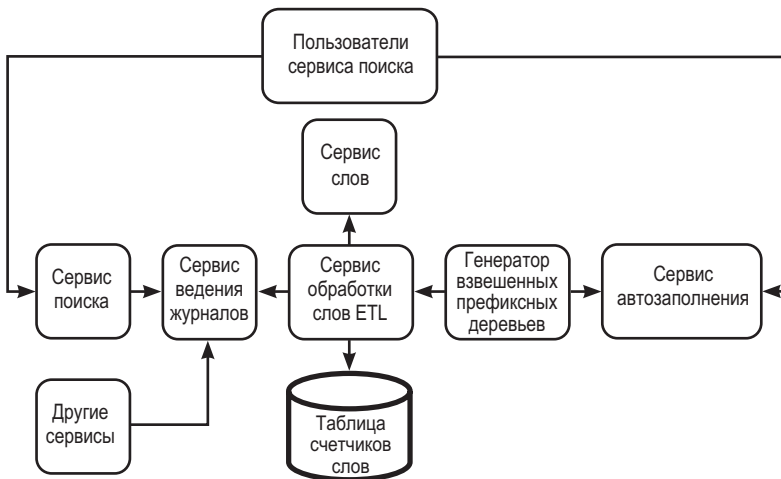 Пользователи
сервиса поиска
Сервис
слов
Сервис
поиска
Сервис
ведения
журналов
Сервис
обработки
слов ETL
Генератор
взвешенных
префиксных
деревьев
Сервис
автозаполнения
Другие
сервисы
Таблица
счетчиков
слов